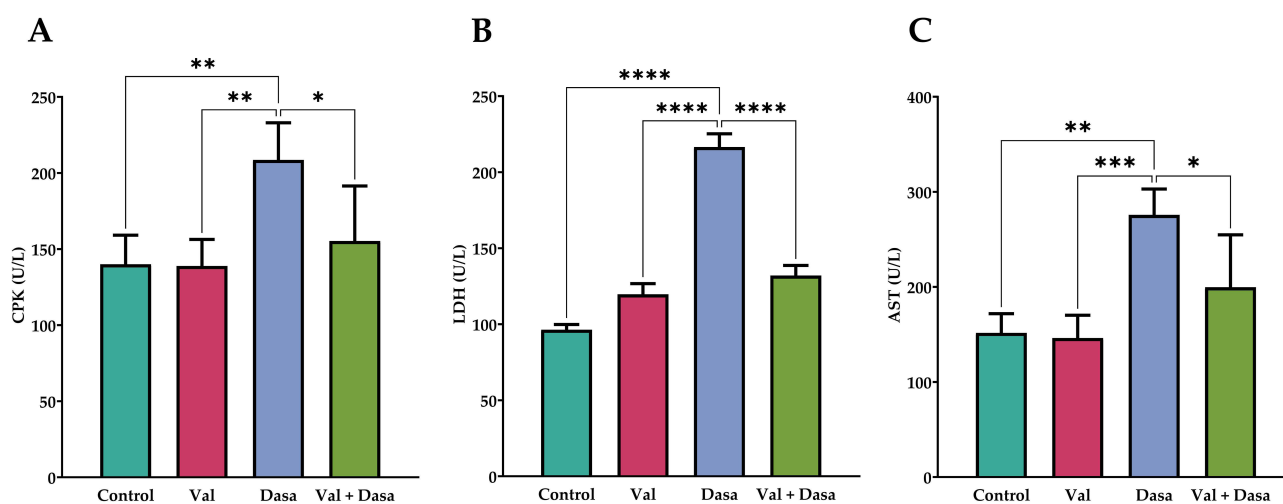 A
**
**
*
CPK (U/L)
250
200
150
100
50
0
Control Val Dasa Val + Dasa
B
****
****
****
LDH (U/L)
250
200
150
100
50
0
Control Val Dasa Val + Dasa
C
**
***
*
AST (U/L)
400
300
200
100
0
Control Val Dasa Val + Dasa